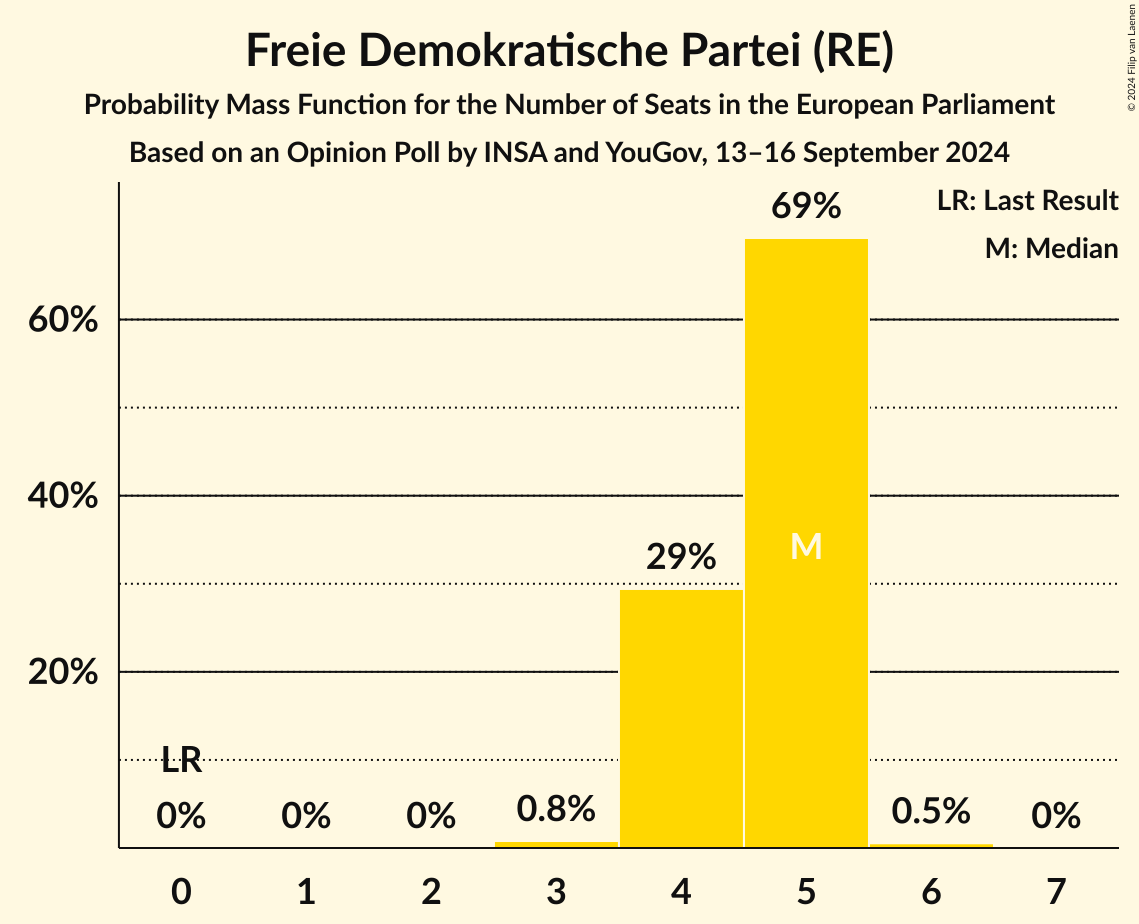 Freie Demokratische Partei (RE)
Probability Mass Function for the Number of Seats in the European Parliament
Based on an Opinion Poll by INSA and YouGov, 13–16 September 2024
© 2024 Filip van Laenen
LR: Last Result
M: Median
69%
60%
40%
M
29%
20%
LR
0% 0% 0% 0.8% 0.5% 0%
0 1 2 3 4 5 6 7